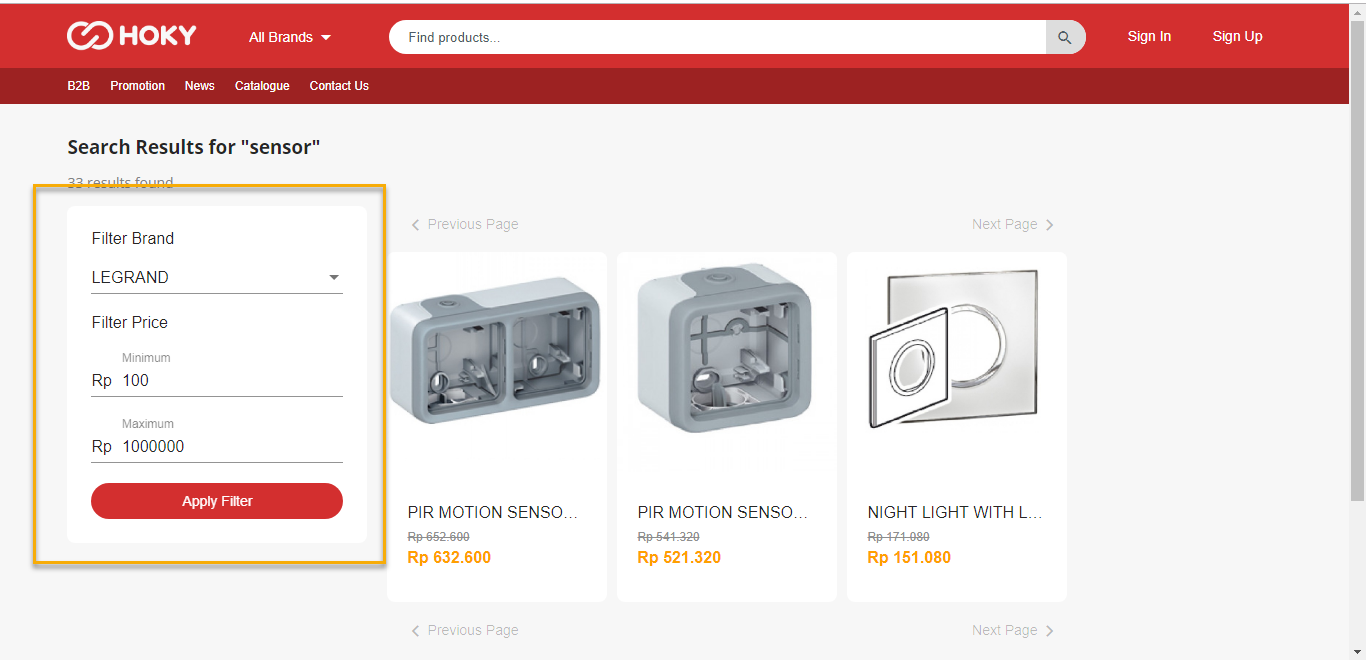 HOKY
All Brands
Find products...
Sign In
Sign Up
B2B
Promotion
News
Catalogue
Contact Us
Search Results for "sensor"
33 results found
Filter Brand
LEGRAND
Filter Price
Minimum
Rp 100
Maximum
Rp 1000000
Apply Filter
Previous Page
Next Page
PIR MOTION SENSO...
Rp 652.600
Rp 632.600
PIR MOTION SENSO...
Rp 541.320
Rp 521.320
NIGHT LIGHT WITH L...
Rp 171.080
Rp 151.080
Previous Page
Next Page